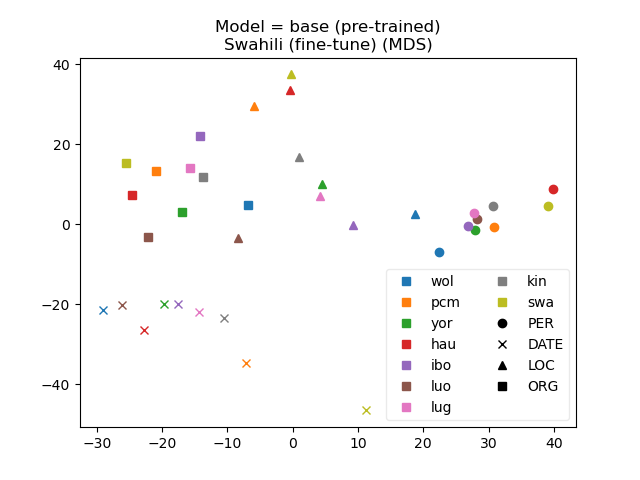 Model = base (pre-trained)
Swahili (fine-tune) (MDS)
40
20
0
−20
−40
−30
−20
−10
0
10
20
30
40
wol
pcm
yor
hau
ibo
luo
lug
kin
swa
PER
DATE
LOC
ORG